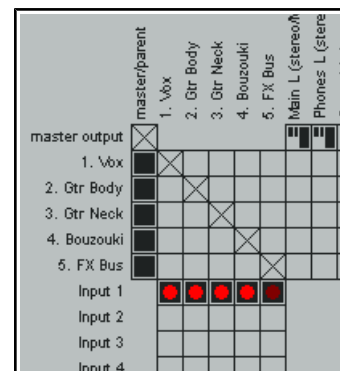 master/parent
1. Vox
2. Gtr Body
3. Gtr Neck
4. Bouzouki
5. FX Bus
Main L (stereo/
Phones L (stere
master output
1. Vox
2. Gtr Body
3. Gtr Neck
4. Bouzouki
5. FX Bus
Input 1
Input 2
Input 3
Input 4